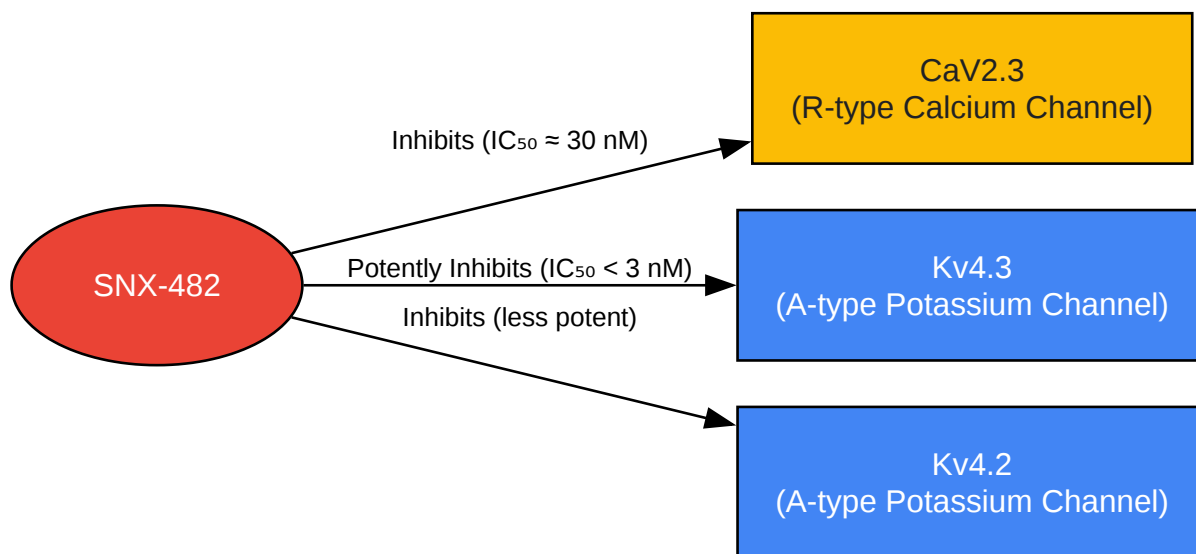 CaV2.3
(R-type Calcium Channel)
Inhibits (IC₅₀ ≈ 30 nM)
SNX-482
Potently Inhibits (IC₅₀ < 3 nM)
Kv4.3
(A-type Potassium Channel)
Inhibits (less potent)
Kv4.2
(A-type Potassium Channel)